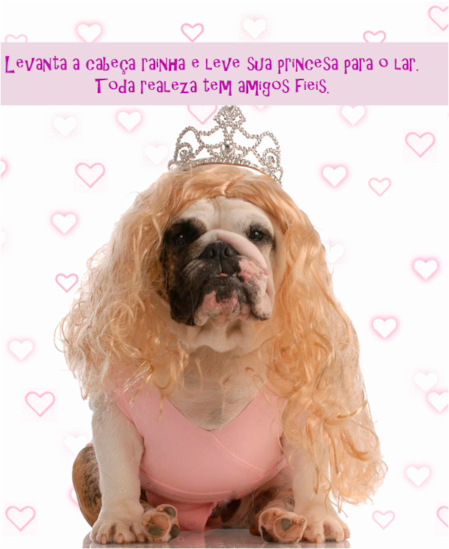 Levanta a cabeça rainha e leve sua princesa para o lar.
Toda realeza tem amigos fieis.